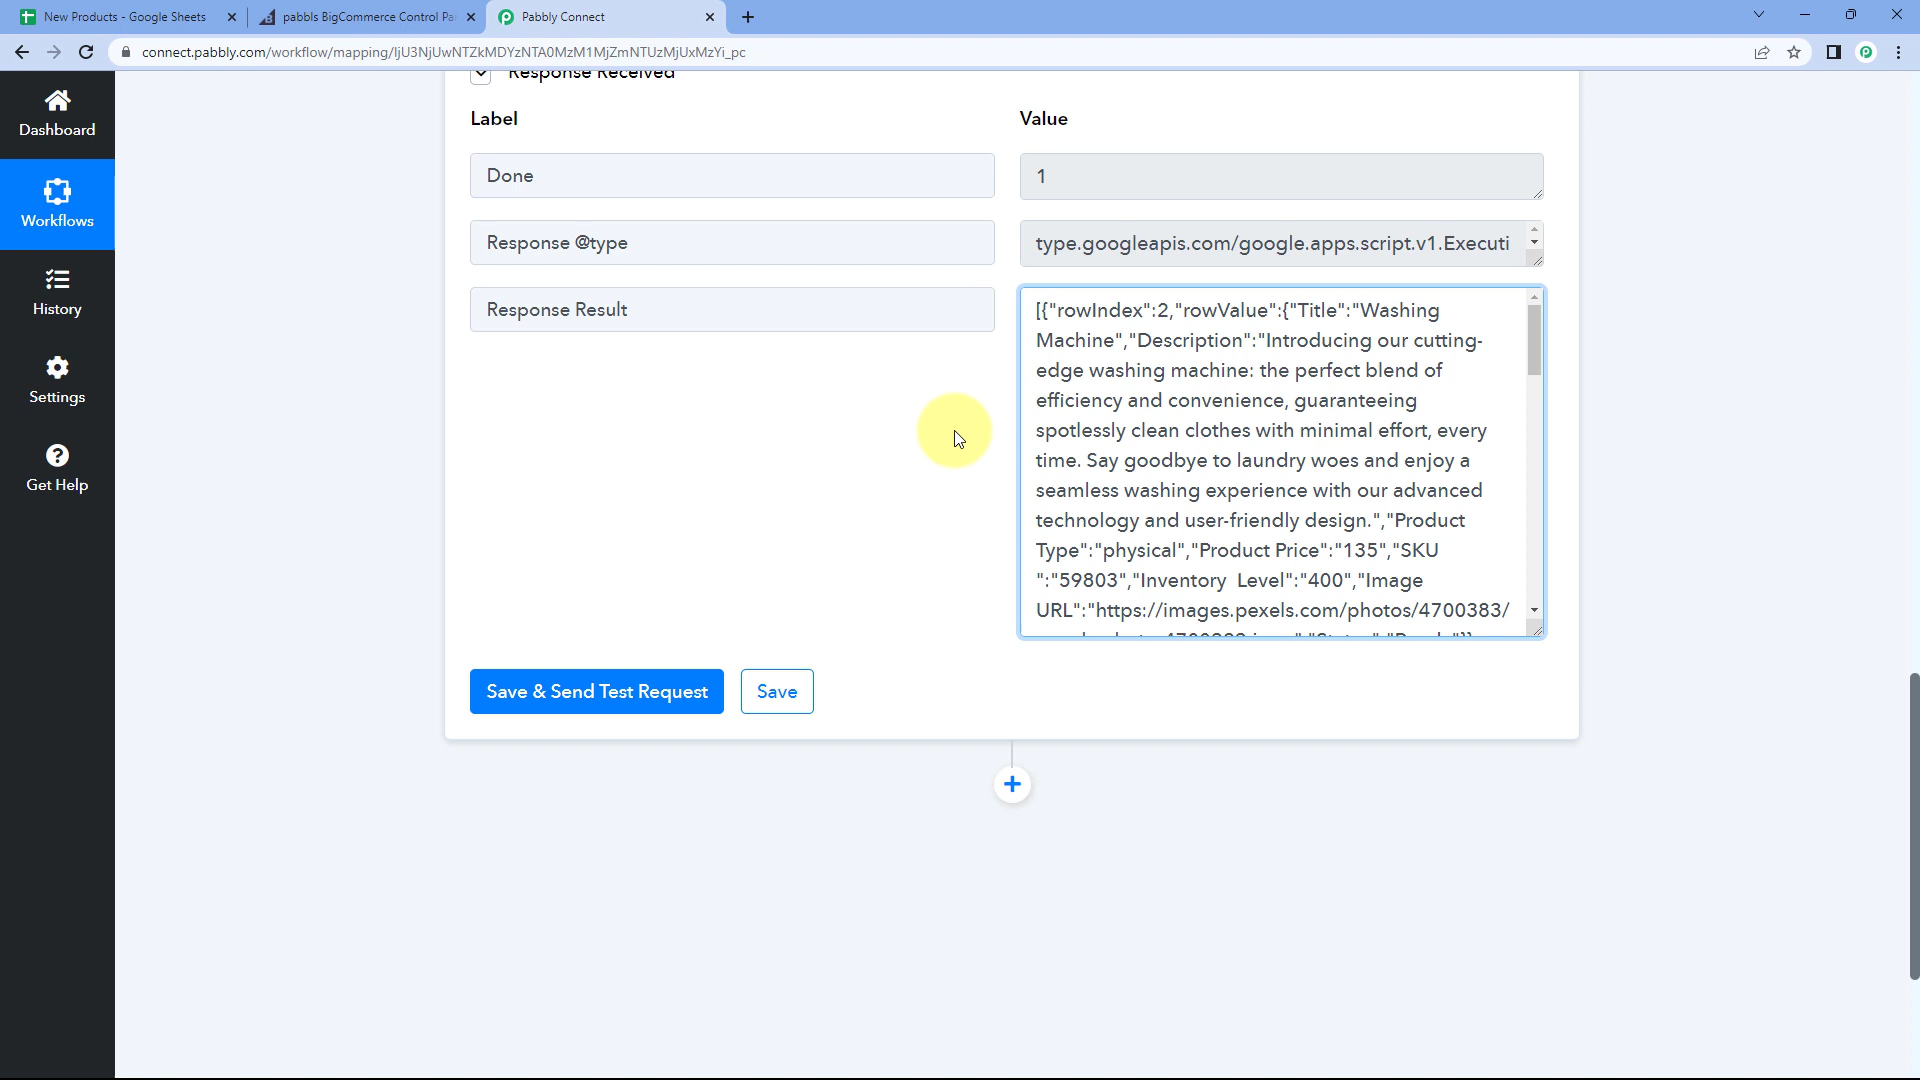 New Products - Google Sheets
pabbls BigCommerce Control Pa
Pabbly Connect
connect.pabbly.com/workflow/mapping/IjU3NjUwNTZkMDYzNTA0MzM1MjZmNTUzMjUxMzYi_pc
Dashboard
Workflows
History
Settings
Get Help
Response Received
Label
Value
Done
1
Response @type
type.googleapis.com/google.apps.script.v1.Executi
Response Result
[{"rowIndex":2,"rowValue":{"Title":"Washing
Machine","Description":"Introducing our cutting-
edge washing machine: the perfect blend of
efficiency and convenience, guaranteeing
spotlessly clean clothes with minimal effort, every
time. Say goodbye to laundry woes and enjoy a
seamless washing experience with our advanced
technology and user-friendly design.","Product
Type":"physical","Product Price":"135","SKU
":"59803","Inventory  Level":"400","Image
URL":"https://images.pexels.com/photos/4700383/
Save & Send Test Request
Save